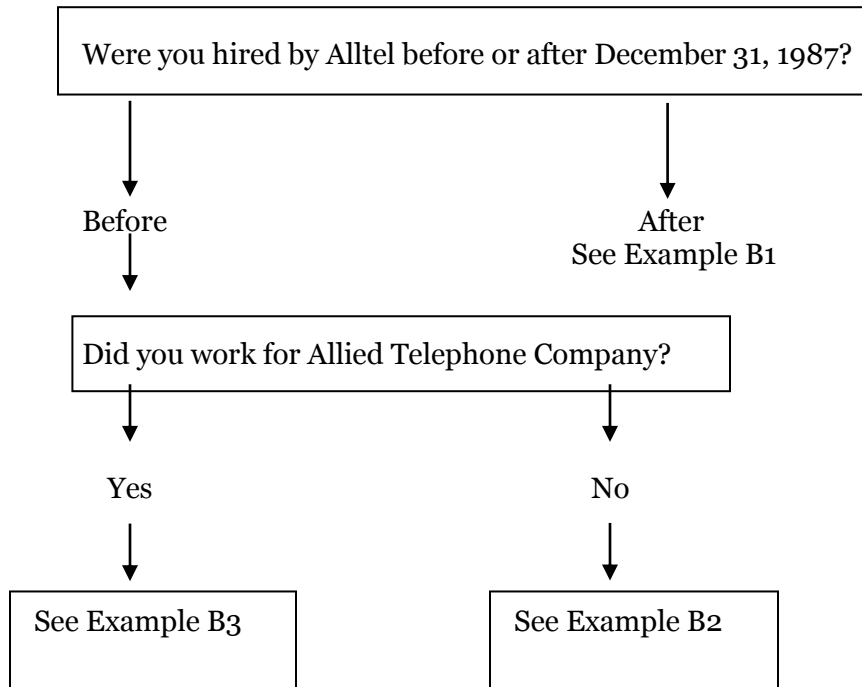 Were you hired by Alltel before or after December 31, 1987?
Before
After
See Example B1
Did you work for Allied Telephone Company?
Yes
No
See Example B3
See Example B2